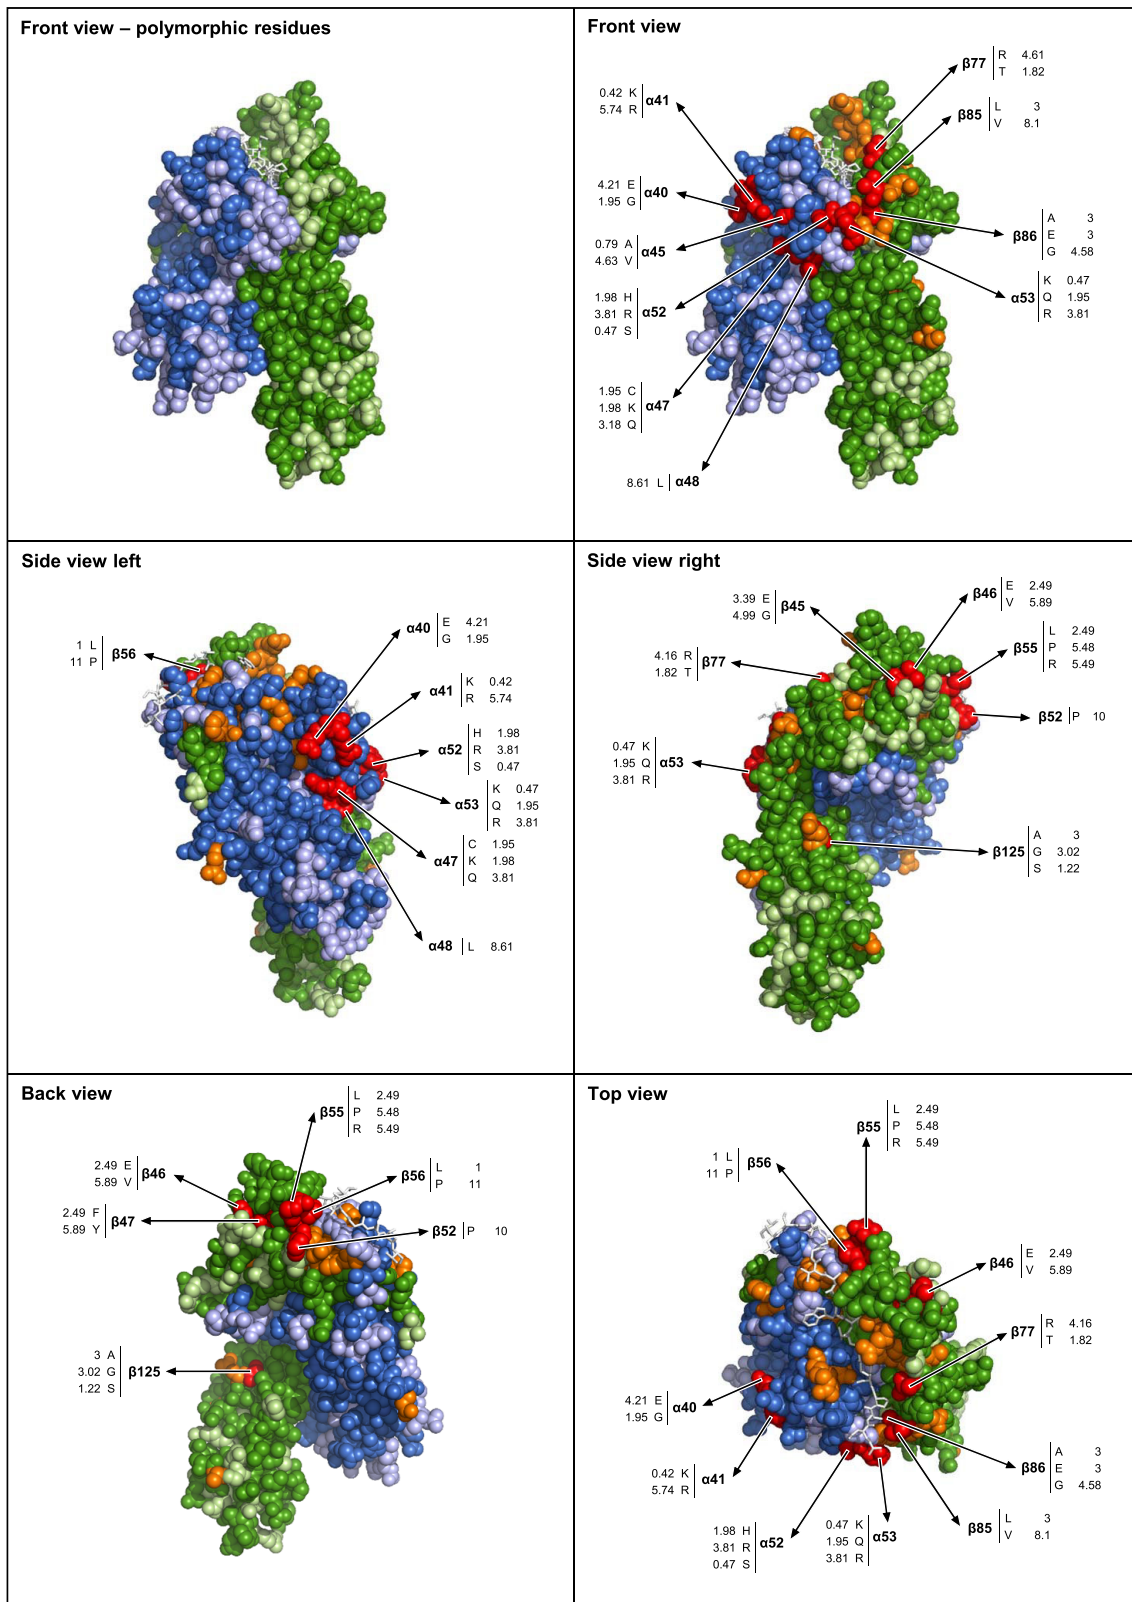 Front view – polymorphic residues
Front view
β77 R 4.61
T 1.82
β85 L 3
V 8.1
0.42 K α41
5.74 R
4.21 E α40
1.95 G
0.79 A α45
4.63 V
β86 A 3
E 3
G 4.58
1.98 H
3.81 R α52
0.47 S
α53 K 0.47
Q 1.95
R 3.81
1.95 C
1.98 K α47
3.18 Q
8.61 L α48
Side view left
1 L β56
11 P
α40 E 4.21
G 1.95
α41 K 0.42
R 5.74
α52 H 1.98
R 3.81
S 0.47
α53 K 0.47
Q 1.95
R 3.81
α47 C 1.95
K 1.98
Q 3.81
α48 L 8.61
Side view right
3.39 E β45
4.99 G
β46 E 2.49
V 5.89
β55 L 2.49
P 5.48
R 5.49
4.16 R β77
1.82 T
β52 P 10
0.47 K
1.95 Q α53
3.81 R
β125 A 3
G 3.02
S 1.22
Back view
β55 L 2.49
P 5.48
R 5.49
2.49 E β46
5.89 V
β56 L 1
P 11
2.49 F β47
5.89 Y
β52 P 10
3 A
3.02 G β125
1.22 S
Top view
β55 L 2.49
P 5.48
R 5.49
1 L β56
11 P
β46 E 2.49
V 5.89
β77 R 4.16
T 1.82
4.21 E α40
1.95 G
β86 A 3
E 3
G 4.58
0.42 K α41
5.74 R
β85 L 3
V 8.1
1.98 H
3.81 R α52
0.47 S
0.47 K α53
1.95 Q
3.81 R